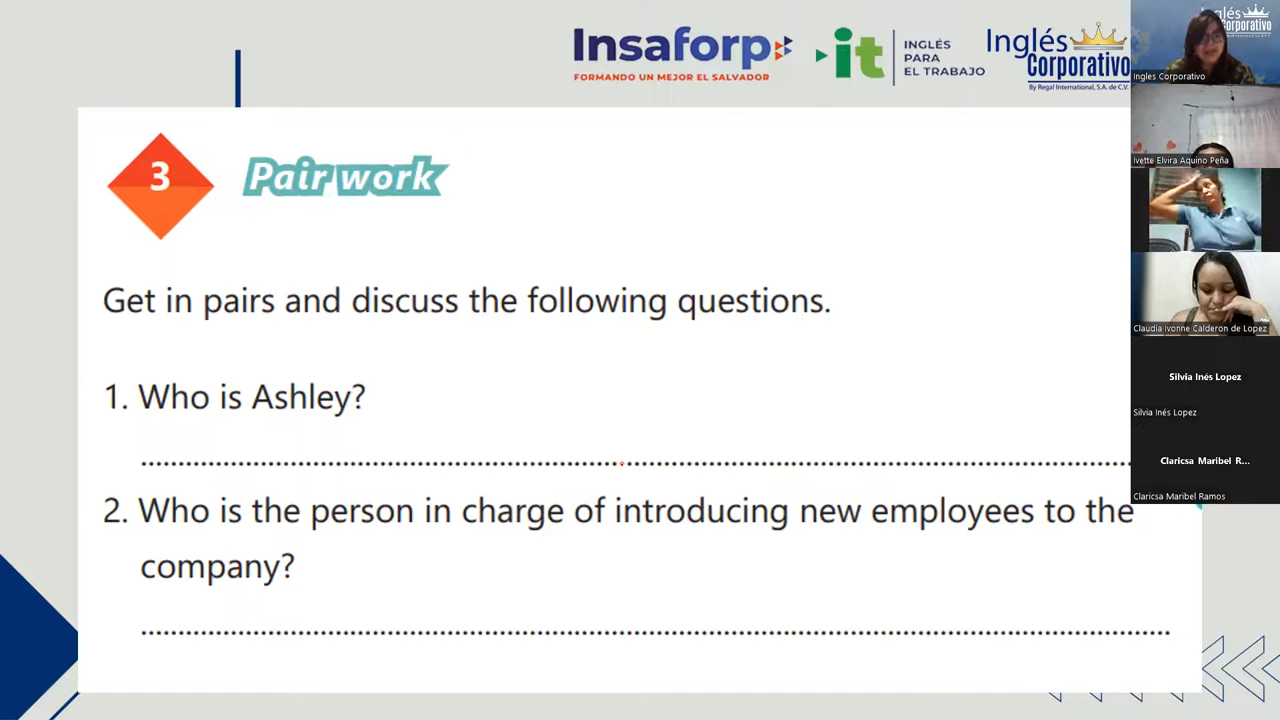 Insaforp
FORMANDO UN MEJOR EL SALVADOR
it
INGLÉS
PARA
EL TRABAJO
Inglés
Corporativo
By Regal International, S.A. de C.V.
3
Pair work
Get in pairs and discuss the following questions.
1. Who is Ashley?
2. Who is the person in charge of introducing new employees to the
company?
Ingles Corporativo
Ivette Elvira Aquino Peña
Claudia Ivonne Calderon de Lopez
Silvia Inés Lopez
Silvia Inés Lopez
Claricsa Maribel R...
Claricsa Maribel Ramos